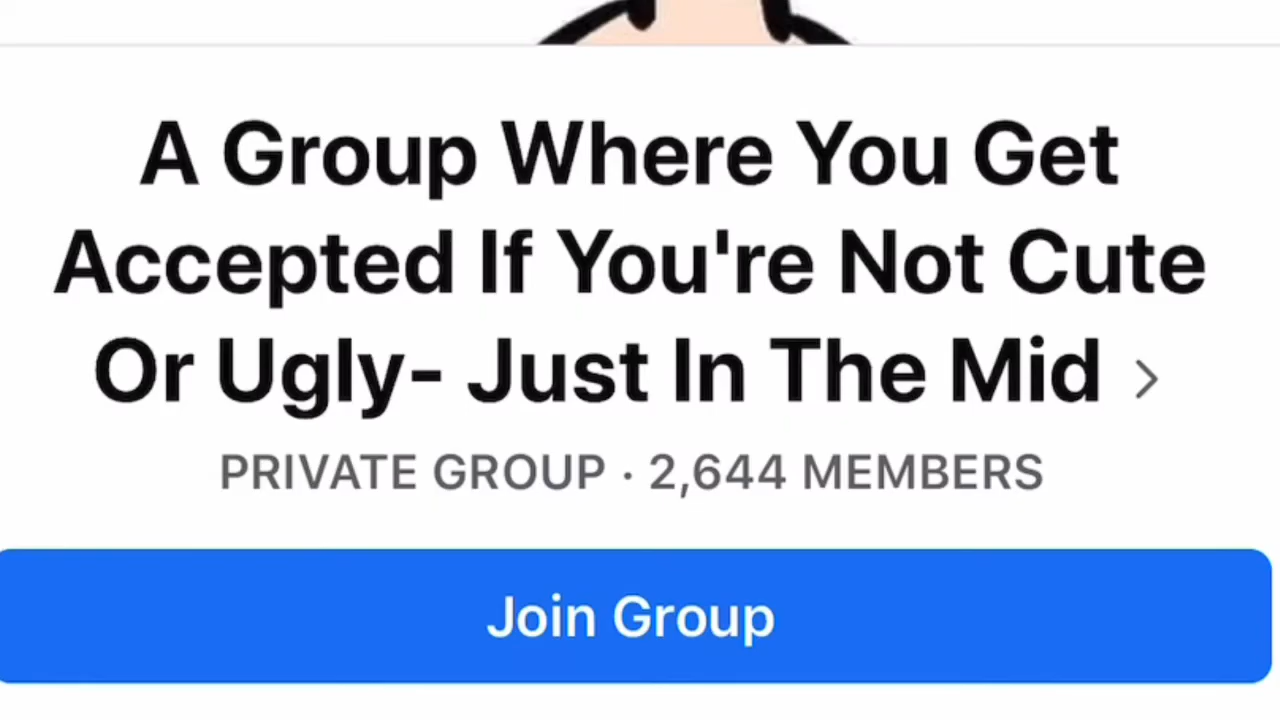 A Group Where You Get
Accepted If You're Not Cute
Or Ugly- Just In The Mid >
PRIVATE GROUP · 2,644 MEMBERS
Join Group